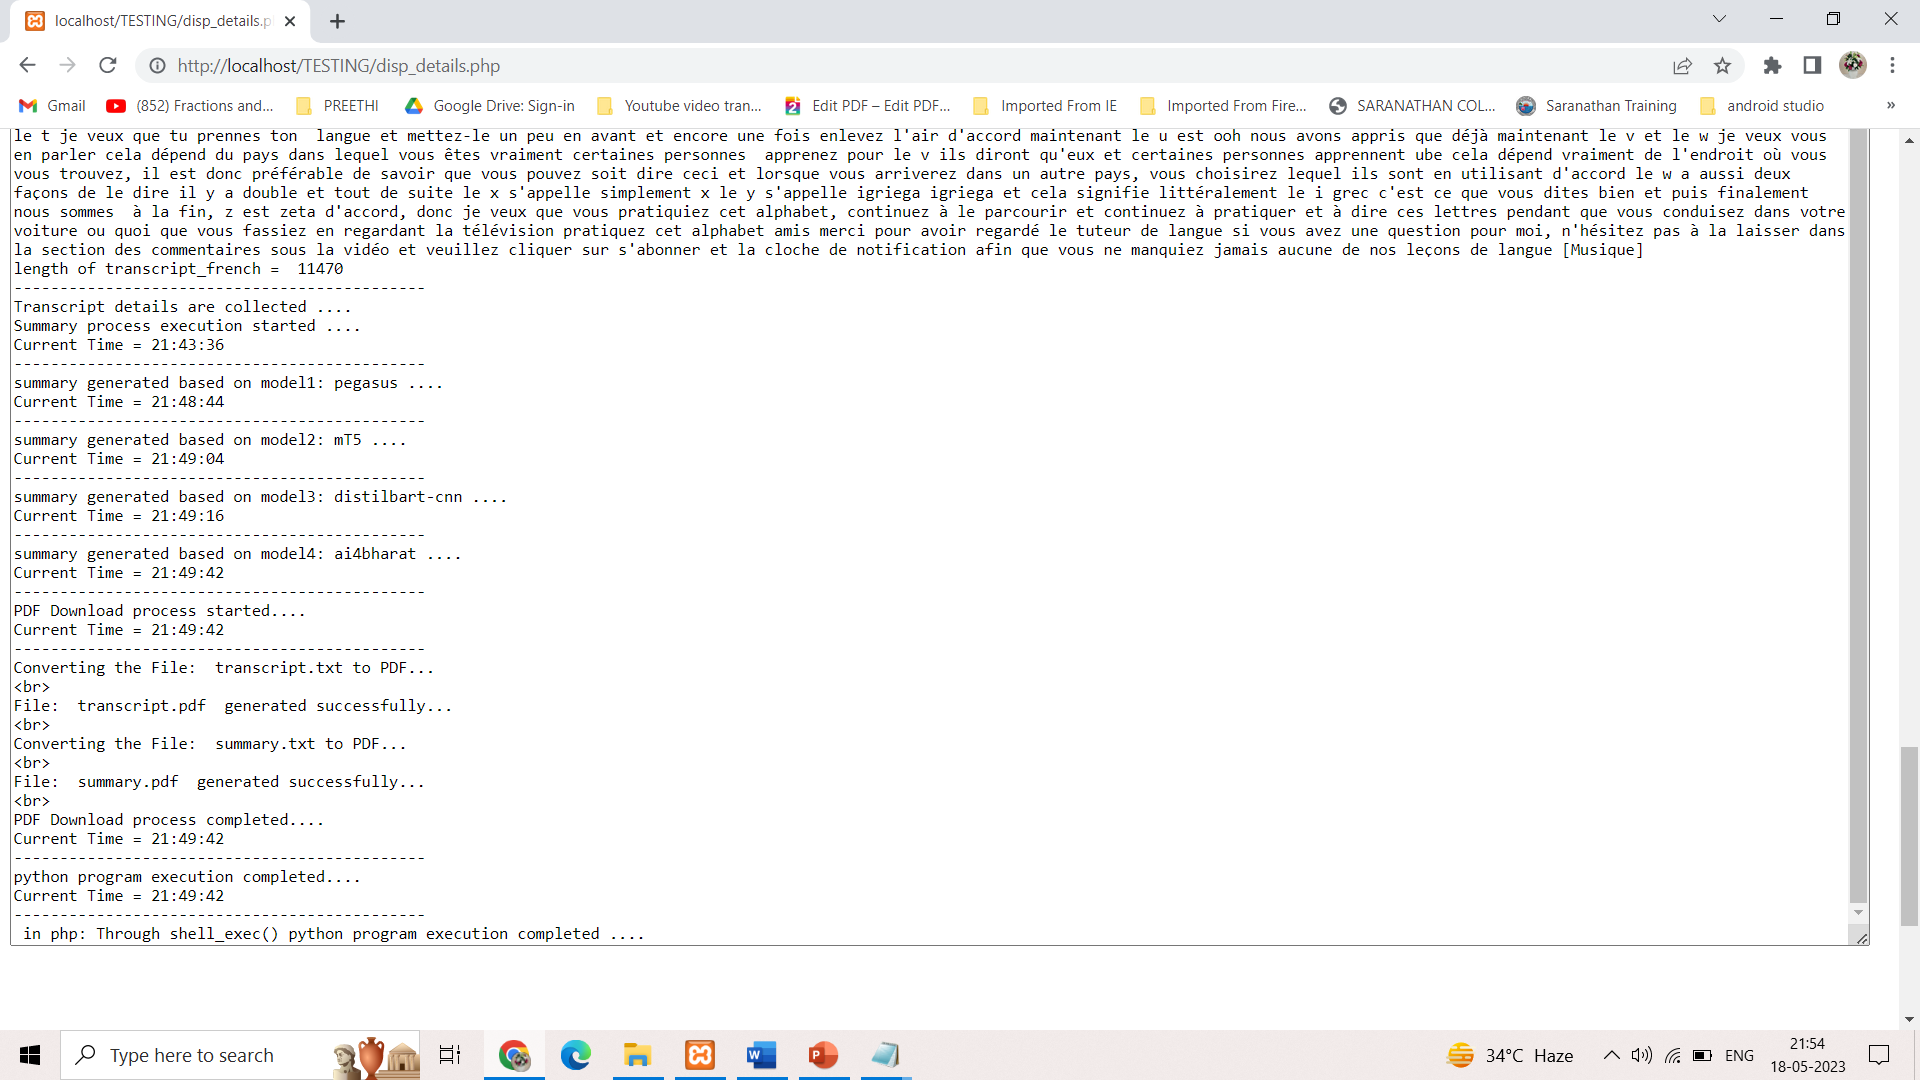 localhost/TESTING/disp_details.p
http://localhost/TESTING/disp_details.php
Gmail
(852) Fractions and...
PREETHI
Google Drive: Sign-in
Youtube video tran...
Edit PDF – Edit PDF...
Imported From IE
Imported From Fire...
SARANATHAN COL...
Saranathan Training
android studio
»
le t je veux que tu prennes ton  langue et mettez-le un peu en avant et encore une fois enlevez l'air d'accord maintenant le u est ooh nous avons appris que déjà maintenant le v et le w je veux vous
en parler cela dépend du pays dans lequel vous êtes vraiment certaines personnes  apprenez pour le v ils diront qu'eux et certaines personnes apprennent ube cela dépend vraiment de l'endroit où vous
vous trouvez, il est donc préférable de savoir que vous pouvez soit dire ceci et lorsque vous arriverez dans un autre pays, vous choisirez lequel ils sont en utilisant d'accord le w a aussi deux
façons de le dire il y a double et tout de suite le x s'appelle simplement x le y s'appelle igriega igriega et cela signifie littéralement le i grec c'est ce que vous dites bien et puis finalement
nous sommes  à la fin, z est zeta d'accord, donc je veux que vous pratiquiez cet alphabet, continuez à le parcourir et continuez à pratiquer et à dire ces lettres pendant que vous conduisez dans votre
voiture ou quoi que vous fassiez en regardant la télévision pratiquez cet alphabet amis merci pour avoir regardé le tuteur de langue si vous avez une question pour moi, n'hésitez pas à la laisser dans
la section des commentaires sous la vidéo et veuillez cliquer sur s'abonner et la cloche de notification afin que vous ne manquiez jamais aucune de nos leçons de langue [Musique]
length of transcript_french =  11470
---------------------------------------------
Transcript details are collected ....
Summary process execution started ....
Current Time = 21:43:36
---------------------------------------------
summary generated based on model1: pegasus ....
Current Time = 21:48:44
---------------------------------------------
summary generated based on model2: mT5 ....
Current Time = 21:49:04
---------------------------------------------
summary generated based on model3: distilbart-cnn ....
Current Time = 21:49:16
---------------------------------------------
summary generated based on model4: ai4bharat ....
Current Time = 21:49:42
---------------------------------------------
PDF Download process started....
Current Time = 21:49:42
---------------------------------------------
Converting the File:  transcript.txt to PDF...
<br>
File:  transcript.pdf  generated successfully...
<br>
Converting the File:  summary.txt to PDF...
<br>
File:  summary.pdf  generated successfully...
<br>
PDF Download process completed....
Current Time = 21:49:42
---------------------------------------------
python program execution completed....
Current Time = 21:49:42
---------------------------------------------
 in php: Through shell_exec() python program execution completed ....
Type here to search
34°C Haze
ENG
21:54
18-05-2023